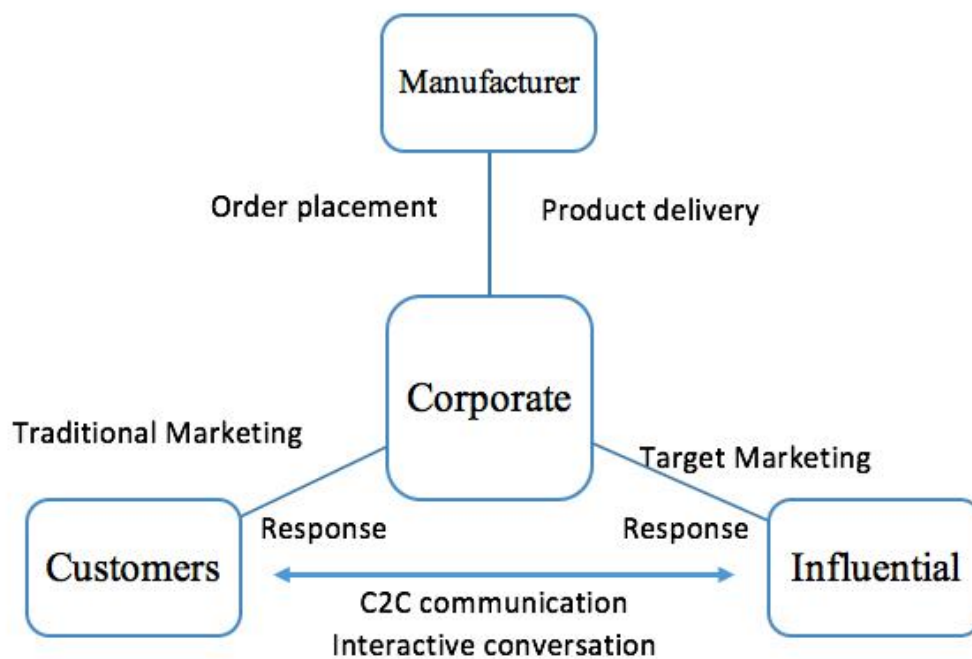 Manufacturer
Order placement
Product delivery
Corporate
Traditional Marketing
Target Marketing
Response
Response
Customers
Influential
C2C communication
Interactive conversation